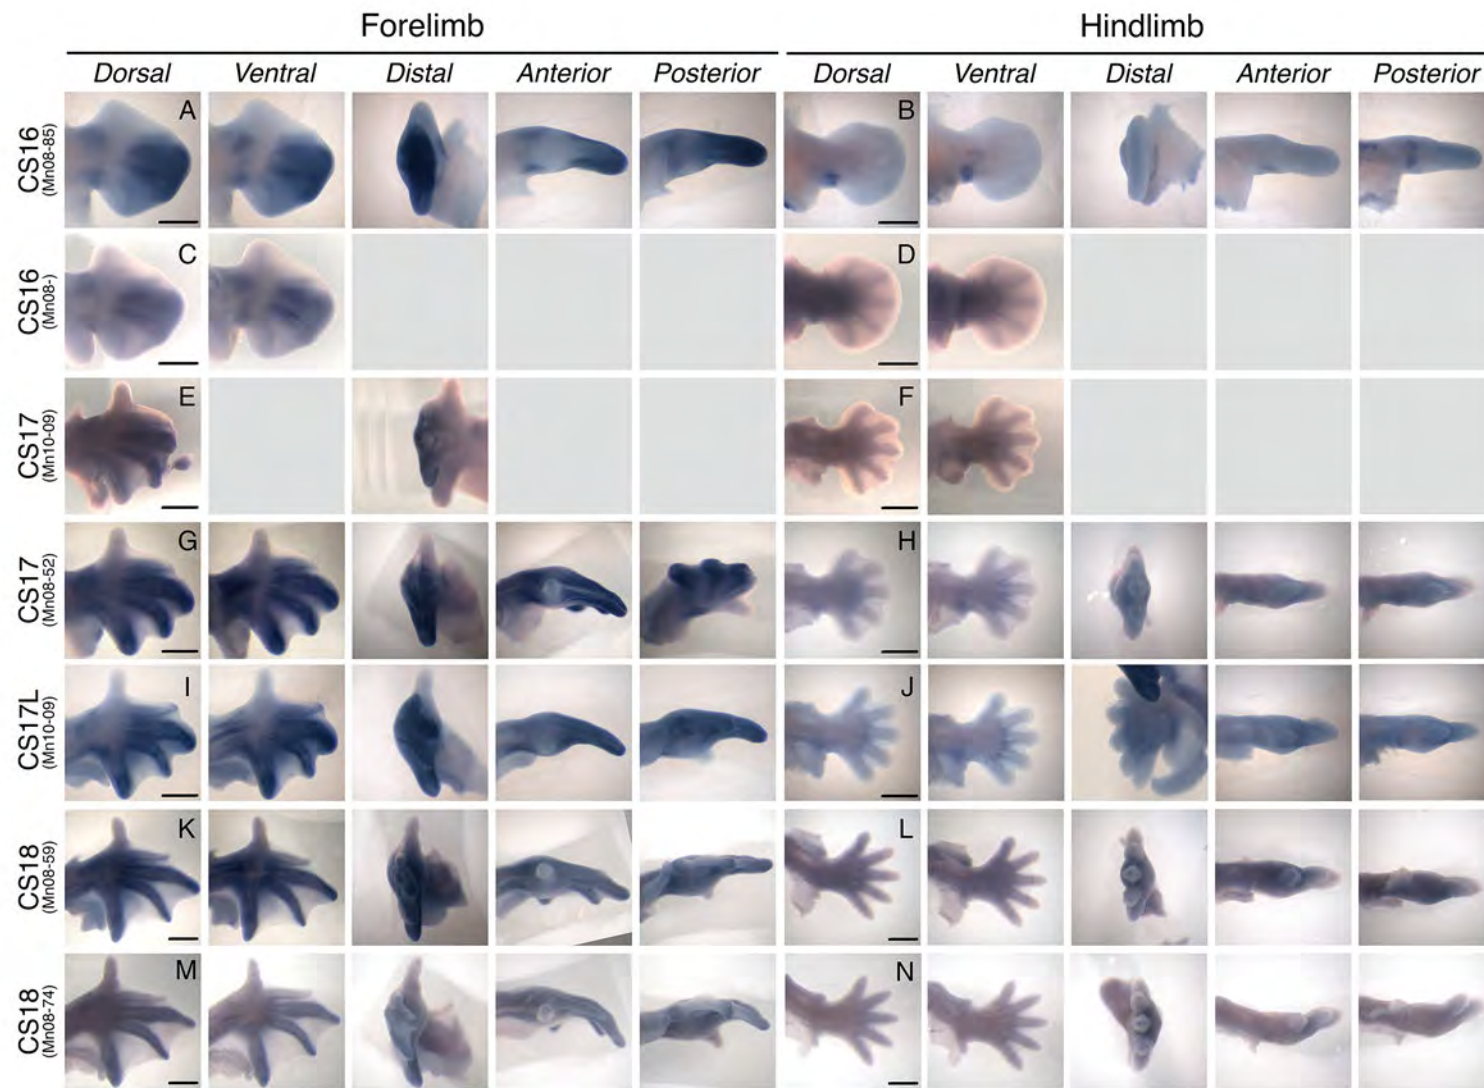 Forelimb Hindlimb
Dorsal Ventral Distal Anterior Posterior Dorsal Ventral Distal Anterior Posterior
CS16 (Mn08-85) A B
CS16 (Mn08-) C D
CS17 (Mn10-09) E F
CS17 (Mn08-52) G H
CS17L (Mn10-09) I J
CS18 (Mn08-59) K L
CS18 (Mn08-74) M N